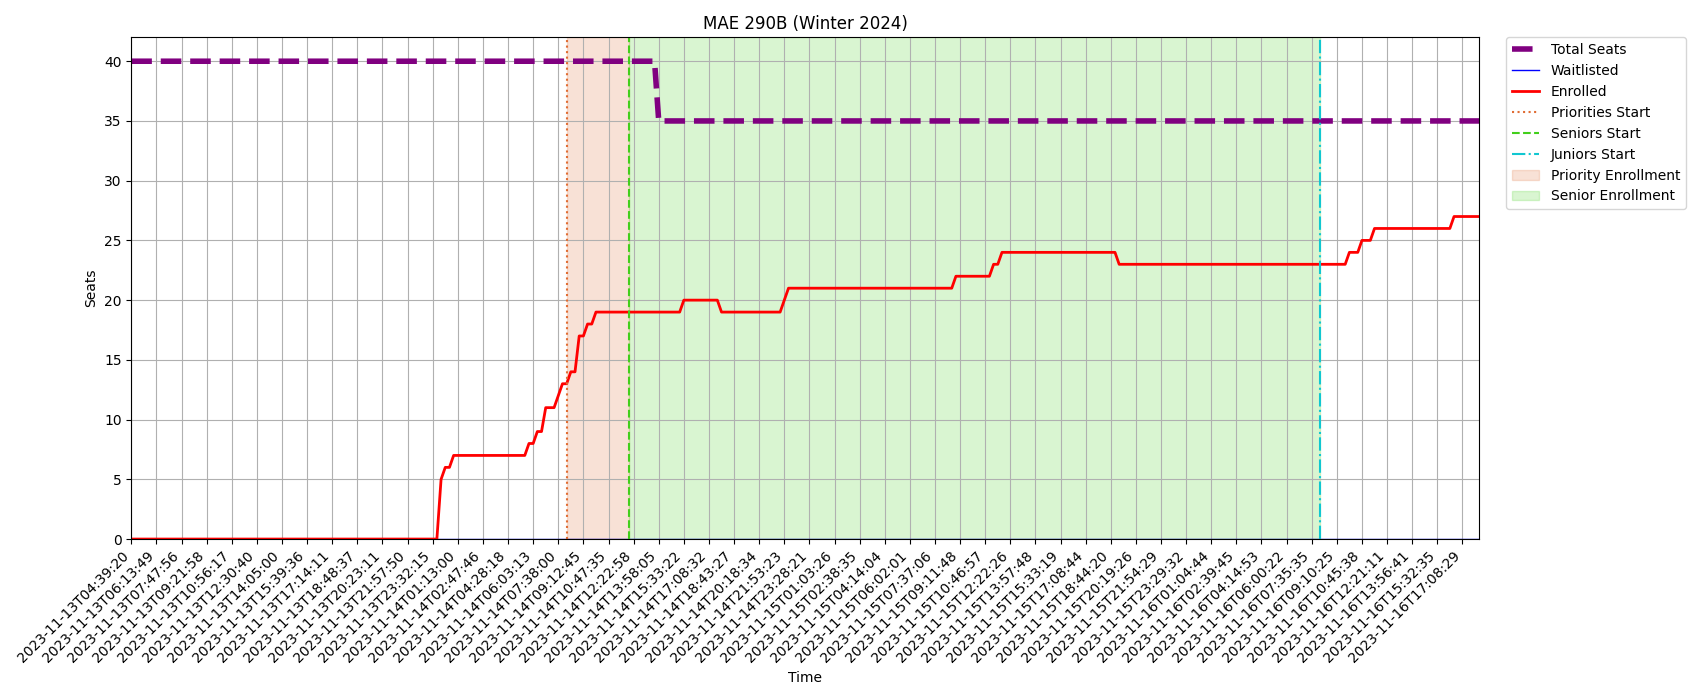 MAE 290B (Winter 2024)
Total Seats
Waitlisted
Enrolled
Priorities Start
Seniors Start
Juniors Start
Priority Enrollment
Senior Enrollment
Seats
40
35
30
25
20
15
10
5
0
2023-11-13T04:39:20
2023-11-13T06:13:49
2023-11-13T07:47:56
2023-11-13T09:21:58
2023-11-13T10:56:17
2023-11-13T12:30:40
2023-11-13T14:05:00
2023-11-13T15:39:36
2023-11-13T17:14:11
2023-11-13T18:48:37
2023-11-13T20:23:11
2023-11-13T21:57:50
2023-11-13T23:32:15
2023-11-14T01:13:00
2023-11-14T02:47:46
2023-11-14T04:28:18
2023-11-14T06:03:13
2023-11-14T07:38:00
2023-11-14T09:12:45
2023-11-14T10:47:35
2023-11-14T12:22:58
2023-11-14T13:58:05
2023-11-14T15:33:22
2023-11-14T17:08:32
2023-11-14T18:43:27
2023-11-14T20:18:34
2023-11-14T21:53:23
2023-11-14T23:28:21
2023-11-15T01:03:26
2023-11-15T02:38:35
2023-11-15T04:14:04
2023-11-15T06:02:01
2023-11-15T07:37:06
2023-11-15T09:11:48
2023-11-15T10:46:57
2023-11-15T12:22:26
2023-11-15T13:57:48
2023-11-15T15:33:19
2023-11-15T17:08:44
2023-11-15T18:44:20
2023-11-15T20:19:26
2023-11-15T21:54:29
2023-11-15T23:29:32
2023-11-16T01:04:44
2023-11-16T02:39:45
2023-11-16T04:14:53
2023-11-16T06:00:22
2023-11-16T07:35:35
2023-11-16T09:10:25
2023-11-16T10:45:38
2023-11-16T12:21:11
2023-11-16T13:56:41
2023-11-16T15:32:35
2023-11-16T17:08:29
Time